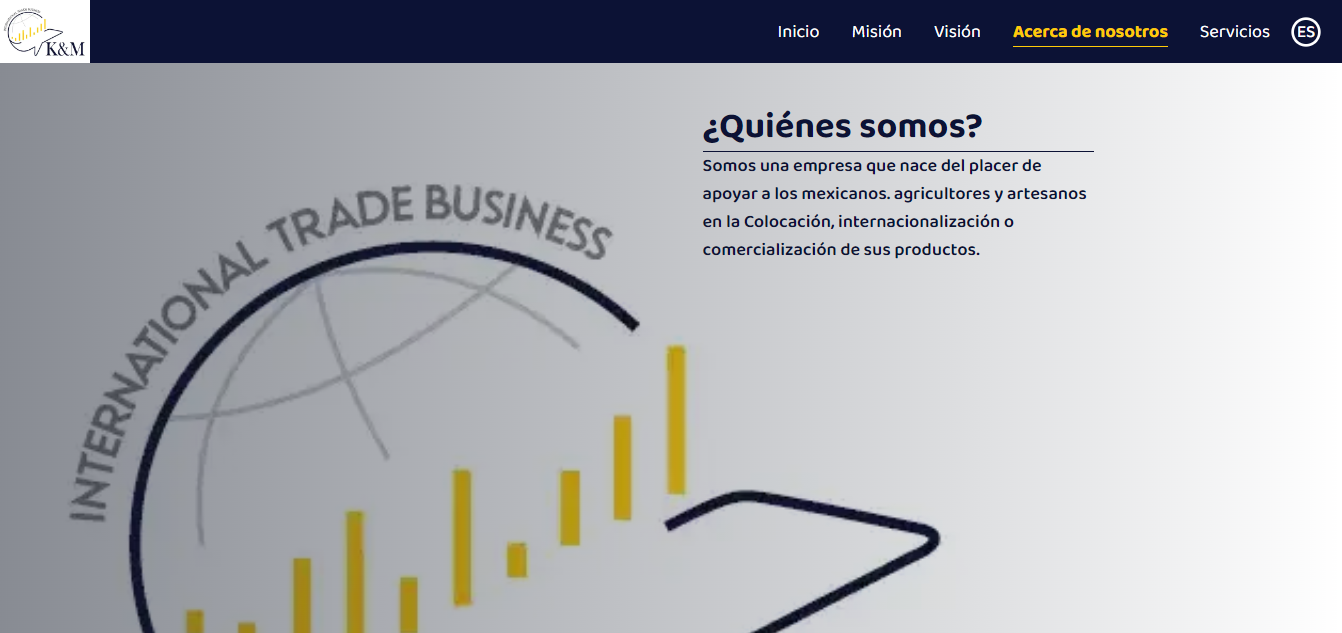 K&M
Inicio Misión Visión Acerca de nosotros Servicios ES
¿Quiénes somos?
Somos una empresa que nace del placer de
apoyar a los mexicanos. agricultores y artesanos
en la Colocación, internacionalización o
comercialización de sus productos.
INTERNATIONAL TRADE BUSINESS